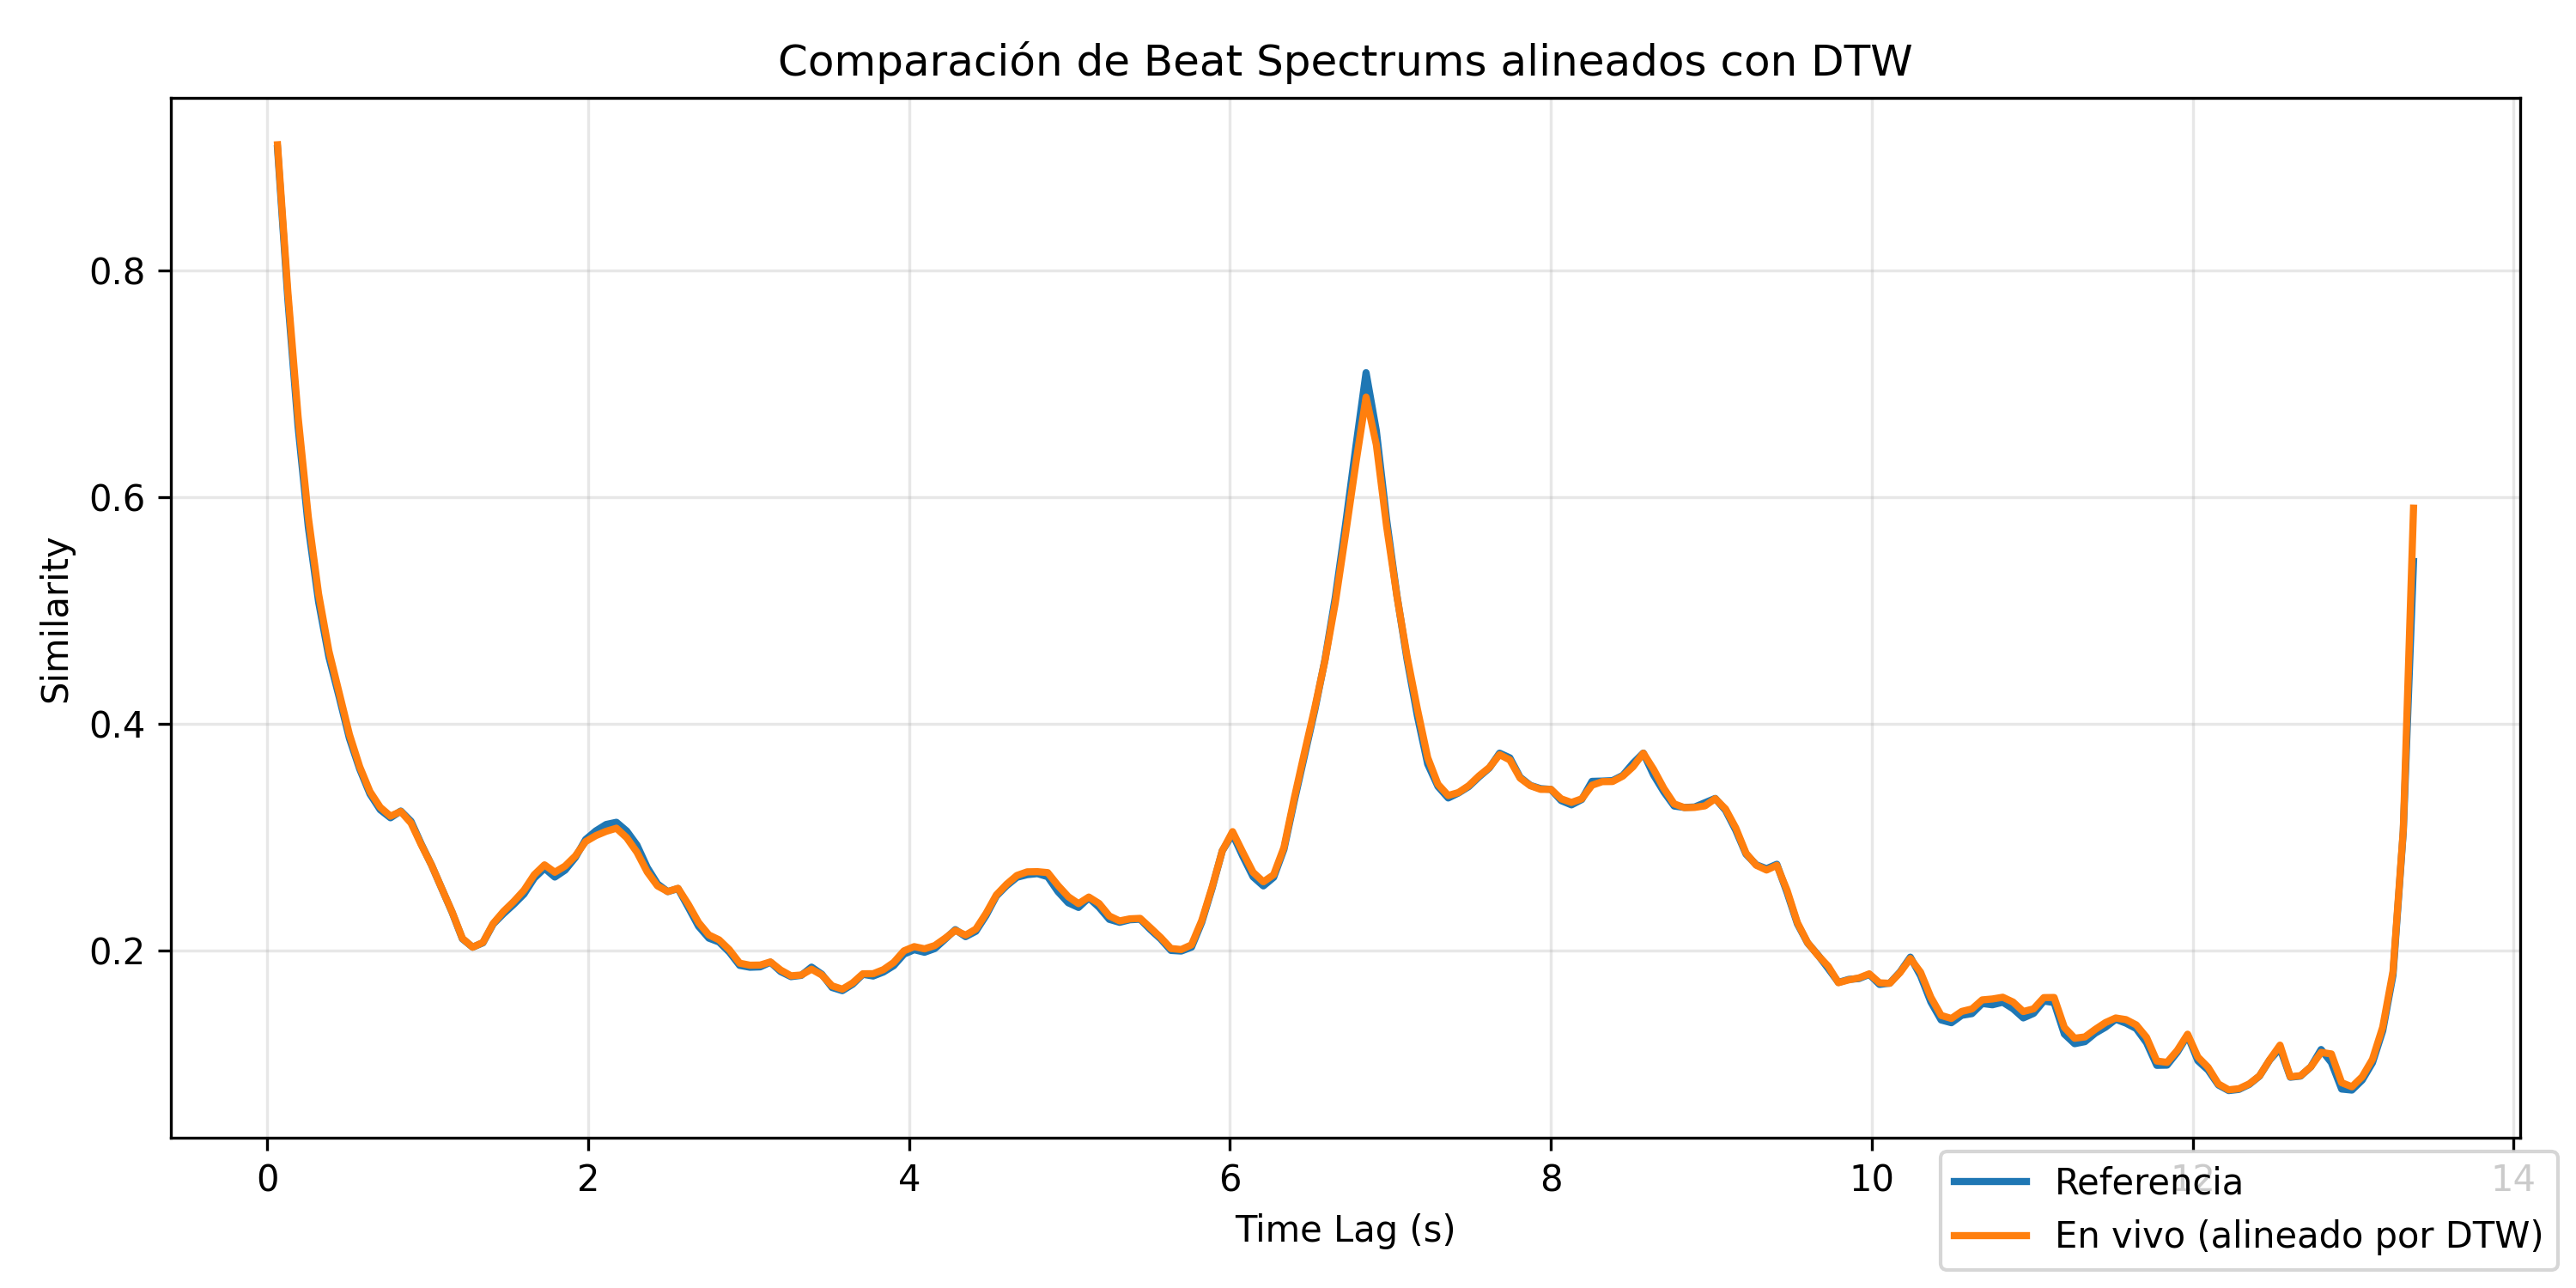 Comparación de Beat Spectrums alineados con DTW
Similarity
0.8
0.6
0.4
0.2
0 2 4 6 8 10 12 14
Time Lag (s)
Referencia
En vivo (alineado por DTW)